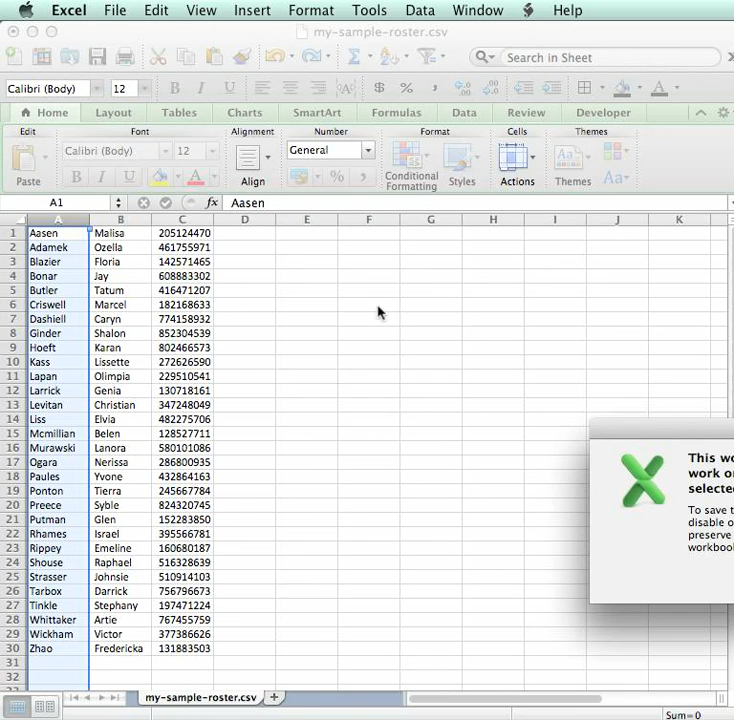 Excel File Edit View Insert Format Tools Data Window Help
my-sample-roster.csv
Search in Sheet
Calibri (Body) 12 B I U $ % ,
Home Layout Tables Charts SmartArt Formulas Data Review Developer
Edit Font Alignment Number Format Cells Themes
Calibri (Body) 12 General
Paste B I U A Align % , Conditional Formatting Styles Actions Themes Aa
A1 fx Aasen
A B C D E F G H I J K
1 Aasen Malisa 205124470
2 Adamek Ozella 461755971
3 Blazier Floria 142571465
4 Bonar Jay 608883302
5 Butler Tatum 416471207
6 Criswell Marcel 182168633
7 Dashiell Caryn 774158932
8 Ginder Shalon 852304539
9 Hoeft Karan 802466573
10 Kass Lissette 272626590
11 Lapan Olimpia 229510541
12 Larrick Genia 130718161
13 Levitan Christian 347248049
14 Liss Elvia 482275706
15 Mcmillian Belen 128527711
16 Murawski Lanora 580101086
17 Ogara Nerissa 286800935
18 Paules Yvone 432864163
19 Ponton Tierra 245667784
20 Preece Syble 824320745
21 Putman Glen 152283850
22 Rhames Israel 395566781
23 Rippey Emeline 160680187
24 Shouse Raphael 516328639
25 Strasser Johnsie 510914103
26 Tarbox Darrick 756796673
27 Tinkle Stephany 197471224
28 Whittaker Artie 767455759
29 Wickham Victor 377386626
30 Zhao Fredericka 131883503
31
32
This wo
work o
selected
To save t
disable o
preserve
workbool
my-sample-roster.csv
Sum=0